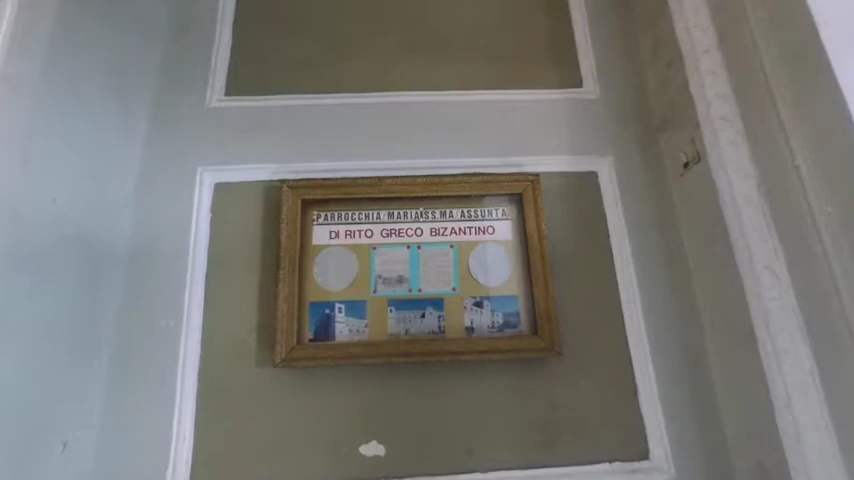 PARROCCHIA/MARIA SS.MA/ASSUNTA
DI RITO GRECO BIZANTINO